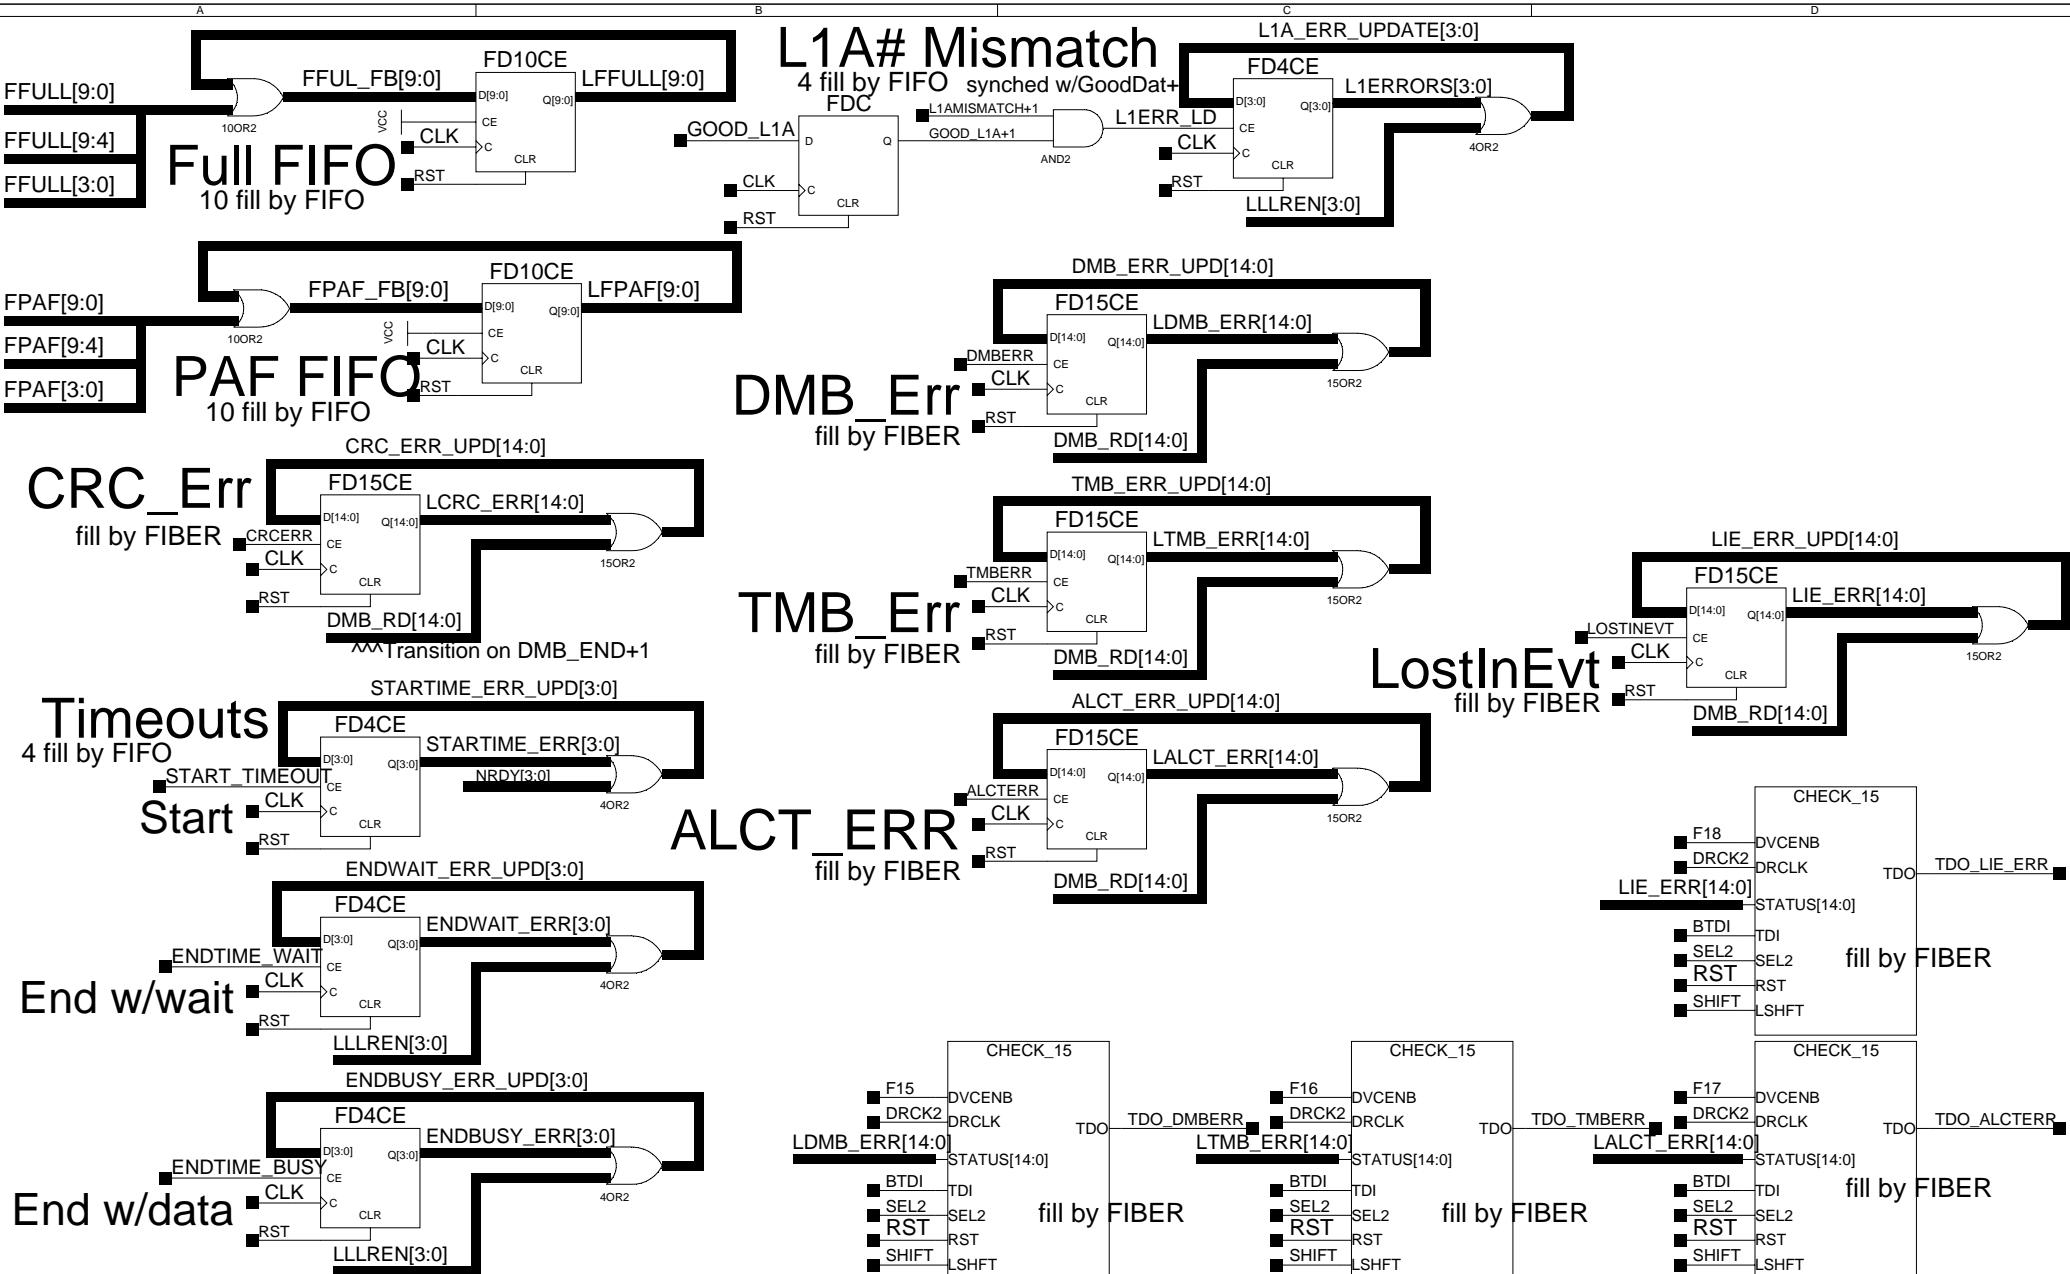 A
B
C
D
FFULL[9:0]
FFULL[9:4]
FFULL[3:0]
10OR2
FFUL_FB[9:0]
FD10CE
LFFULL[9:0]
D[9:0]
Q[9:0]
VCC
CE
CLK
C
CLR
RST
Full FIFO
10 fill by FIFO
L1A# Mismatch
4 fill by FIFO
synched w/GoodDat+
FDC
GOOD_L1A
D
Q
CLK
C
CLR
RST
L1AMISMATCH+1
GOOD_L1A+1
AND2
L1ERR_LD
L1A_ERR_UPDATE[3:0]
FD4CE
L1ERRORS[3:0]
D[3:0]
Q[3:0]
CE
CLK
C
CLR
RST
4OR2
LLLREN[3:0]
FPAF[9:0]
FPAF[9:4]
FPAF[3:0]
10OR2
FPAF_FB[9:0]
FD10CE
LFPAF[9:0]
D[9:0]
Q[9:0]
VCC
CE
CLK
C
CLR
RST
PAF FIFO
10 fill by FIFO
DMB_ERR_UPD[14:0]
FD15CE
LDMB_ERR[14:0]
D[14:0]
Q[14:0]
DMBERR
CE
CLK
C
CLR
RST
15OR2
DMB_Err
fill by FIBER
DMB_RD[14:0]
CRC_ERR_UPD[14:0]
CRC_Err
fill by FIBER
FD15CE
LCRC_ERR[14:0]
D[14:0]
Q[14:0]
CRCERR
CE
CLK
C
CLR
RST
15OR2
DMB_RD[14:0]
^^^Transition on DMB_END+1
TMB_ERR_UPD[14:0]
FD15CE
LTMB_ERR[14:0]
D[14:0]
Q[14:0]
TMBERR
CE
CLK
C
CLR
RST
15OR2
TMB_Err
fill by FIBER
DMB_RD[14:0]
LIE_ERR_UPD[14:0]
FD15CE
LIE_ERR[14:0]
D[14:0]
Q[14:0]
LOSTINEVT
CE
CLK
C
CLR
RST
15OR2
LostInEvt
fill by FIBER
DMB_RD[14:0]
STARTIME_ERR_UPD[3:0]
Timeouts
4 fill by FIFO
FD4CE
STARTIME_ERR[3:0]
D[3:0]
Q[3:0]
NRDY[3:0]
START_TIMEOUT
CE
CLK
C
CLR
RST
4OR2
Start
ALCT_ERR_UPD[14:0]
FD15CE
LALCT_ERR[14:0]
D[14:0]
Q[14:0]
ALCTERR
CE
CLK
C
CLR
RST
15OR2
ALCT_ERR
fill by FIBER
DMB_RD[14:0]
ENDWAIT_ERR_UPD[3:0]
FD4CE
ENDWAIT_ERR[3:0]
D[3:0]
Q[3:0]
ENDTIME_WAIT
CE
CLK
C
CLR
RST
4OR2
End w/wait
LLLREN[3:0]
CHECK_15
F18
DVCENB
DRCK2
DRCLK
TDO
TDO_LIE_ERR
LIE_ERR[14:0]
STATUS[14:0]
BTDI
TDI
SEL2
SEL2
RST
RST
SHIFT
LSHFT
fill by FIBER
ENDBUSY_ERR_UPD[3:0]
FD4CE
ENDBUSY_ERR[3:0]
D[3:0]
Q[3:0]
ENDTIME_BUSY
CE
CLK
C
CLR
RST
4OR2
End w/data
LLLREN[3:0]
CHECK_15
F15
DVCENB
DRCK2
DRCLK
TDO
TDO_DMBERR
LDMB_ERR[14:0]
STATUS[14:0]
BTDI
TDI
SEL2
SEL2
RST
RST
SHIFT
LSHFT
fill by FIBER
CHECK_15
F16
DVCENB
DRCK2
DRCLK
TDO
TDO_TMBERR
LTMB_ERR[14:0]
STATUS[14:0]
BTDI
TDI
SEL2
SEL2
RST
RST
SHIFT
LSHFT
fill by FIBER
CHECK_15
F17
DVCENB
DRCK2
DRCLK
TDO
TDO_ALCTERR
LALCT_ERR[14:0]
STATUS[14:0]
BTDI
TDI
SEL2
SEL2
RST
RST
SHIFT
LSHFT
fill by FIBER